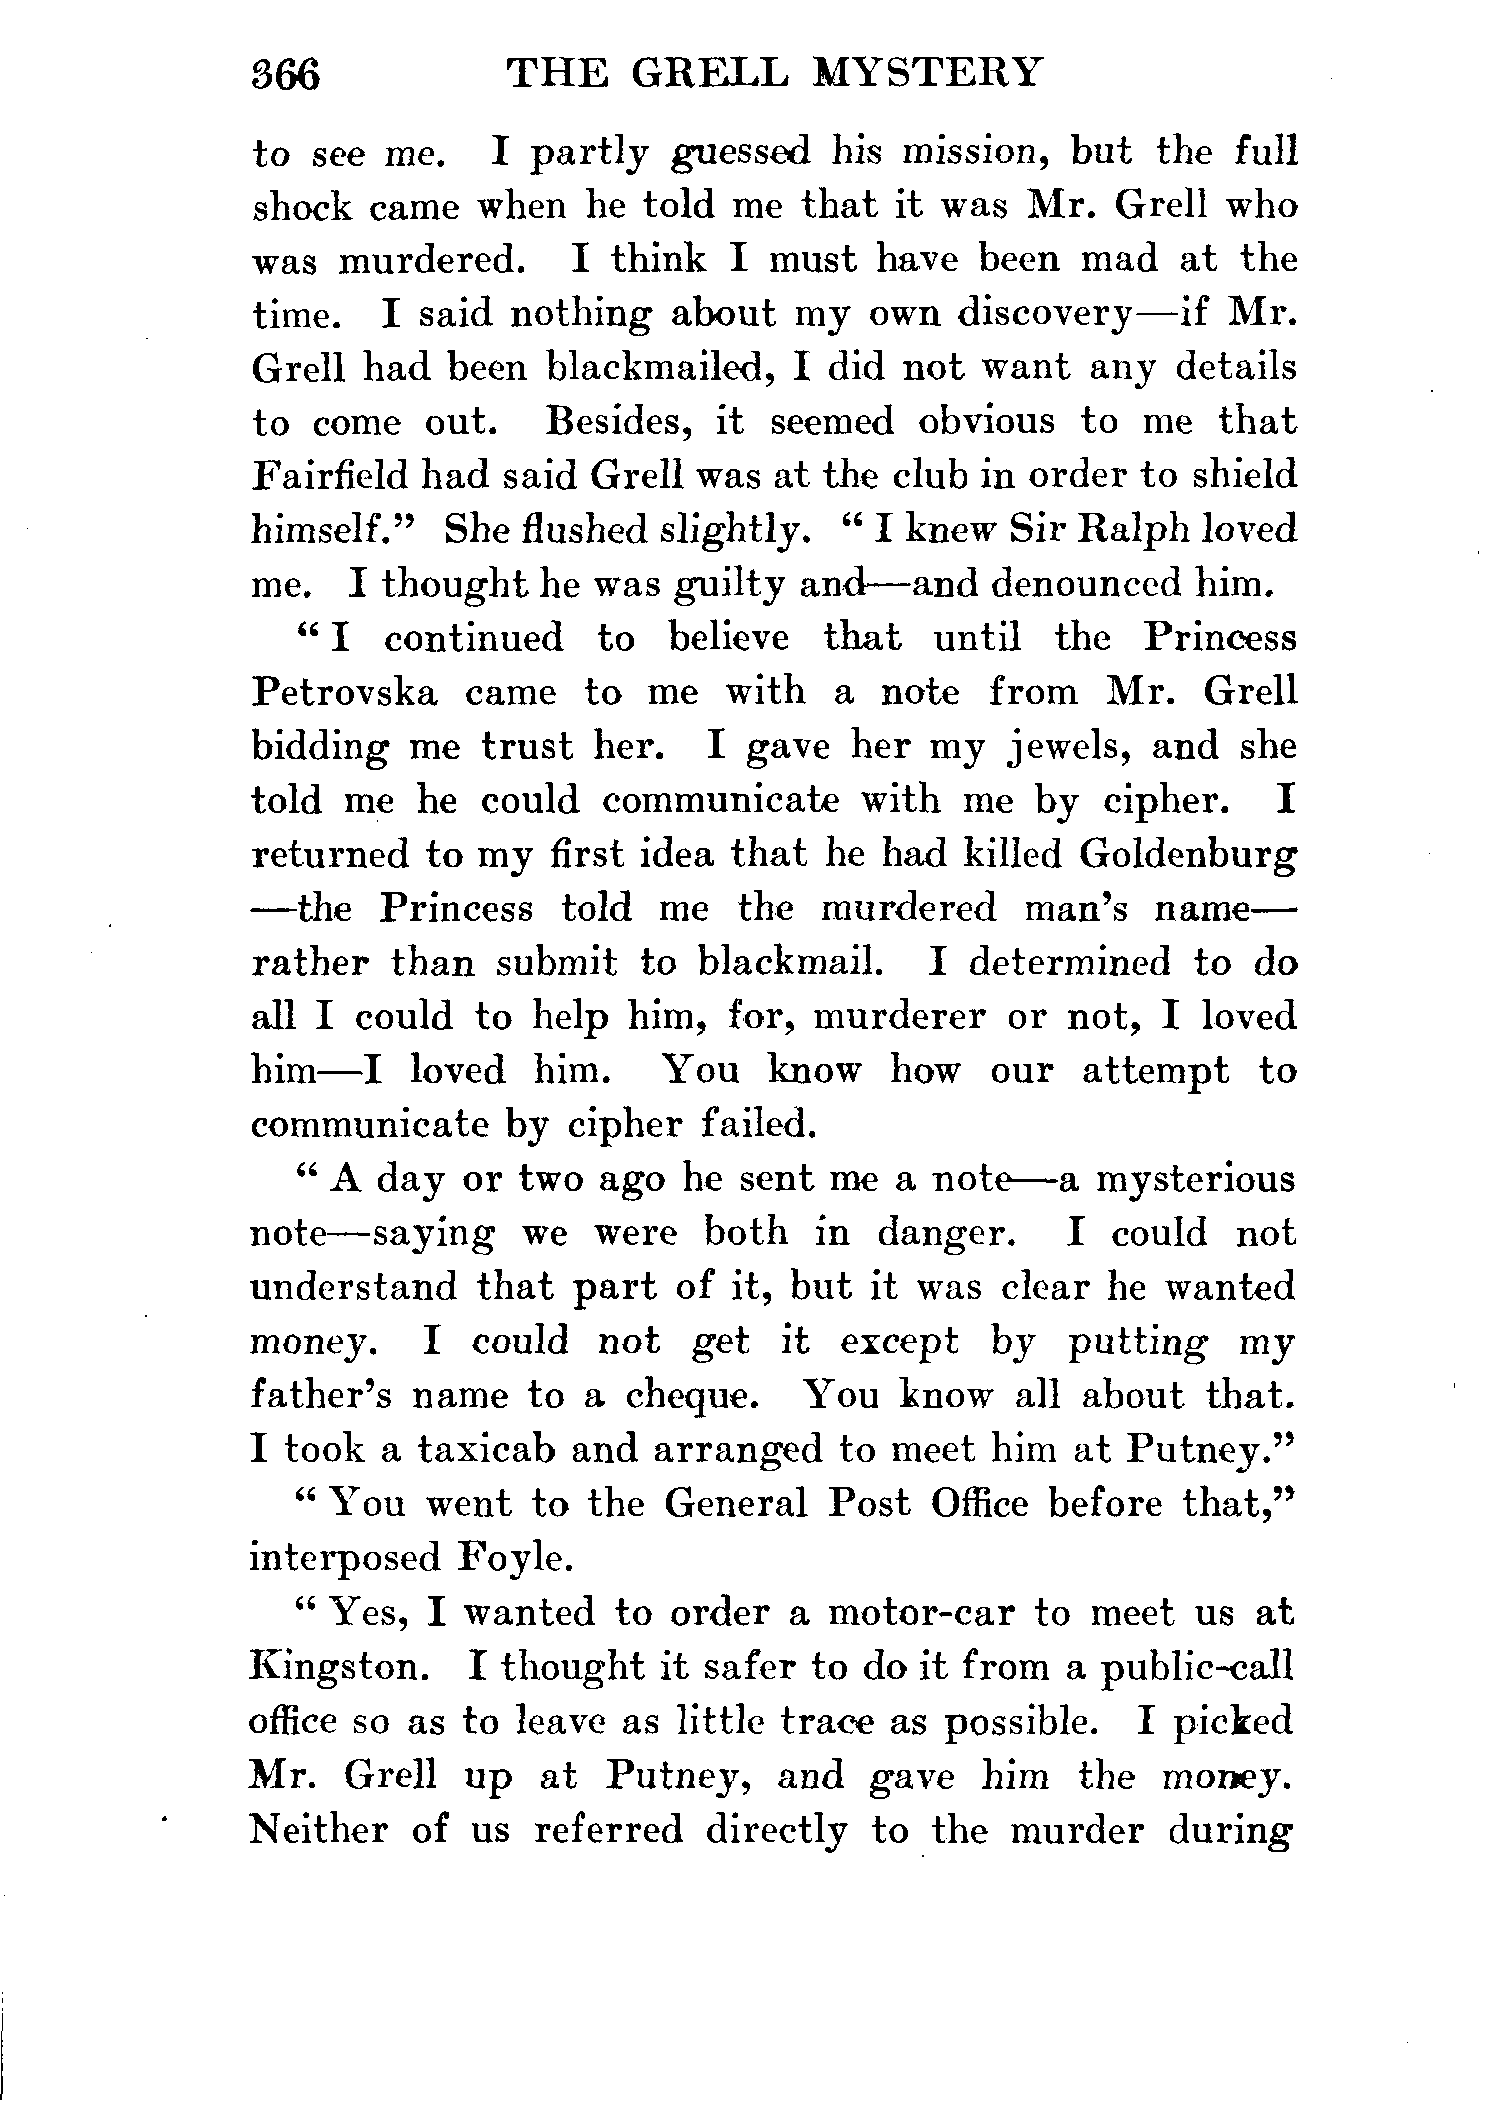 366 THE GRELL MYSTERY
to see me. I partly guessed his mission, but the full
shock came when he told me that it was Mr. Grell who
was murdered. I think I must have been mad at the
time. I said nothing about my own discovery—if Mr.
Grell had been blackmailed, I did not want any details
to come out. Besides, it seemed obvious to me that
Fairfield had said Grell was at the club in order to shield
himself.” She flushed slightly. “ I knew Sir Ralph loved
me. I thought he was guilty and—and denounced him.
“ I continued to believe that until the Princess
Petrovska came to me with a note from Mr. Grell
bidding me trust her. I gave her my jewels, and she
told me he could communicate with me by cipher. I
returned to my first idea that he had killed Goldenburg
—the Princess told me the murdered man’s name—
rather than submit to blackmail. I determined to do
all I could to help him, for, murderer or not, I loved
him—I loved him. You know how our attempt to
communicate by cipher failed.
“ A day or two ago he sent me a note—a mysterious
note—saying we were both in danger. I could not
understand that part of it, but it was clear he wanted
money. I could not get it except by putting my
father’s name to a cheque. You know all about that.
I took a taxicab and arranged to meet him at Putney.”
“ You went to the General Post Office before that,”
interposed Foyle.
“ Yes, I wanted to order a motor-car to meet us at
Kingston. I thought it safer to do it from a public-call
office so as to leave as little trace as possible. I picked
Mr. Grell up at Putney, and gave him the money.
Neither of us referred directly to the murder during